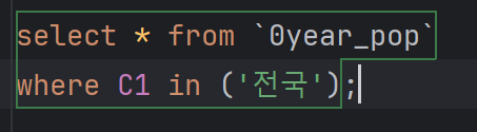 select * from `0year_pop`
where C1 in ('전국');